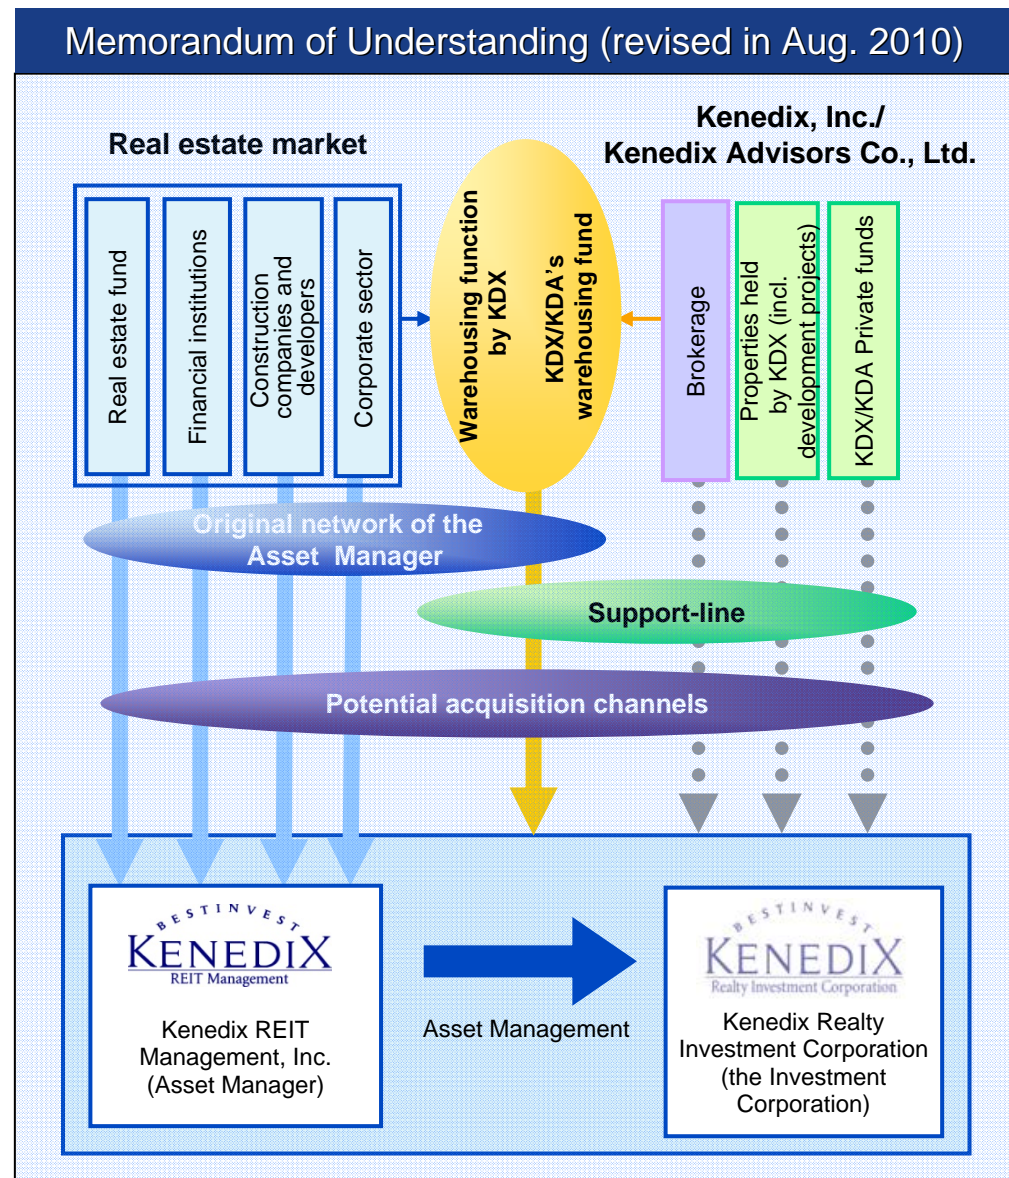 Memorandum of Understanding (revised in Aug. 2010)
Real estate market
Kenedix, Inc./
Kenedix Advisors Co., Ltd.
Real estate fund
Financial institutions
Construction
companies and
developers
Corporate sector
Warehousing function
by KDX
KDX/KDA's
warehousing fund
Brokerage
Properties held
by KDX (incl.
development projects)
KDX/KDA Private funds
Original network of the
Asset Manager
Support-line
Potential acquisition channels
BESTINVEST
KENEDIX
REIT Management
Kenedix REIT
Management, Inc.
(Asset Manager)
Asset Management
BESTINVEST
KENEDIX
Realty Investment Corporation
Kenedix Realty
Investment Corporation
(the Investment
Corporation)